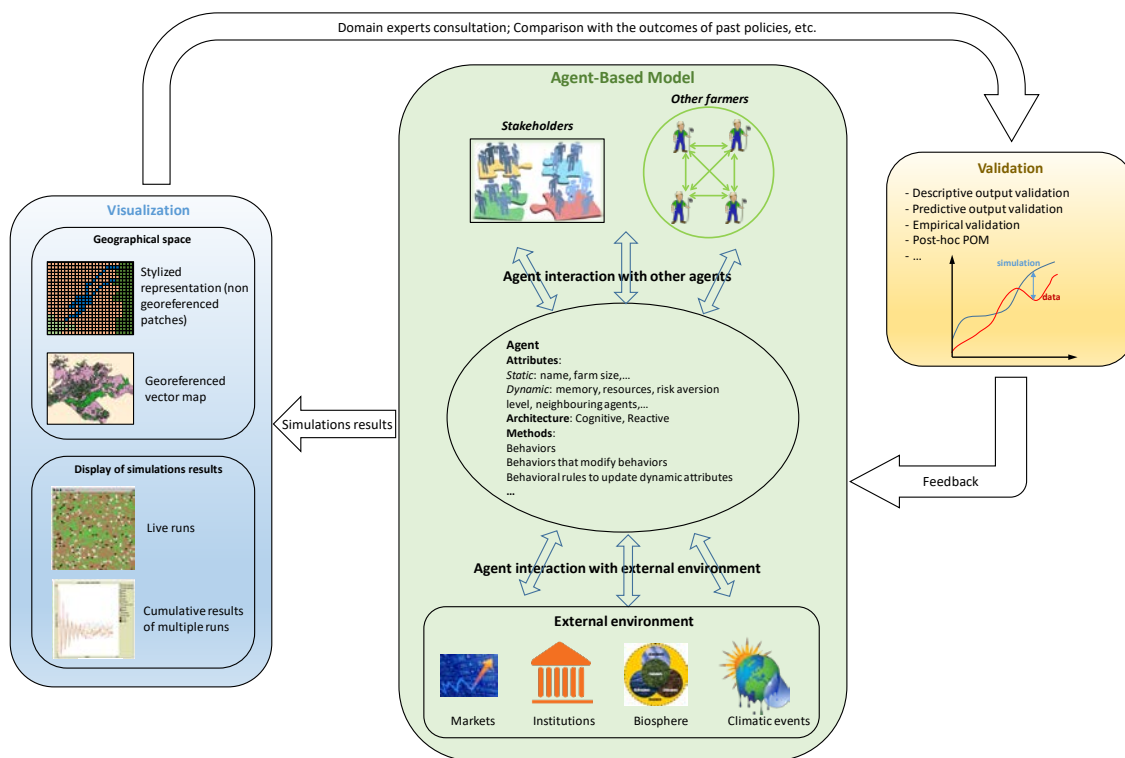 Domain experts consultation; Comparison with the outcomes of past policies, etc.
Agent-Based Model
Other farmers
Stakeholders
Agent interaction with other agents
Agent
Attributes:
Static: name, farm size,...
Dynamic: memory, resources, risk aversion
level, neighbouring agents,...
Architecture: Cognitive, Reactive
Methods:
Behaviors
Behaviors that modify behaviors
Behavioral rules to update dynamic attributes
...
Agent interaction with external environment
External environment
Markets
Institutions
Biosphere
Climatic events
Visualization
Geographical space
Stylized
representation (non
georeferenced
patches)
Georeferenced
vector map
Display of simulations results
Live runs
Cumulative results
of multiple runs
Simulations results
Validation
- Descriptive output validation
- Predictive output validation
- Empirical validation
- Post-hoc POM
- ...
simulation
data
Feedback